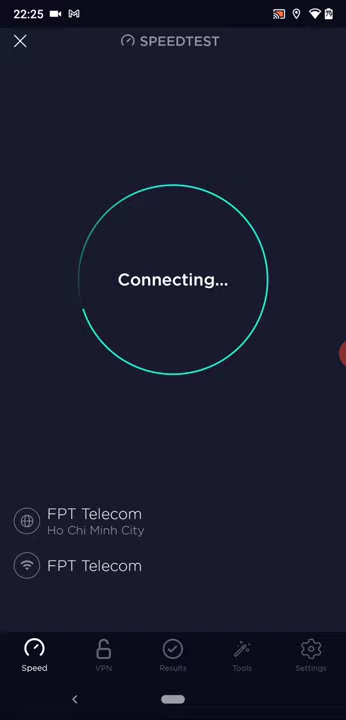 22:25
SPEEDTEST
Connecting...
FPT Telecom
Ho Chi Minh City
FPT Telecom
Speed
VPN
Results
Tools
Settings